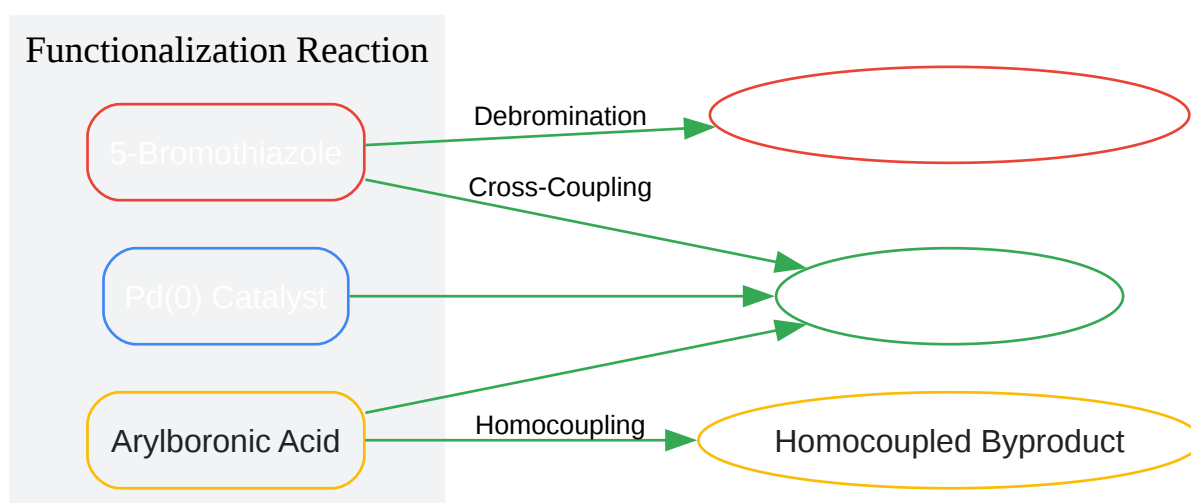 Functionalization Reaction
5-Bromothiazole
Debromination
Cross-Coupling
Pd(0) Catalyst
Arylboronic Acid
Homocoupling
Homocoupled Byproduct